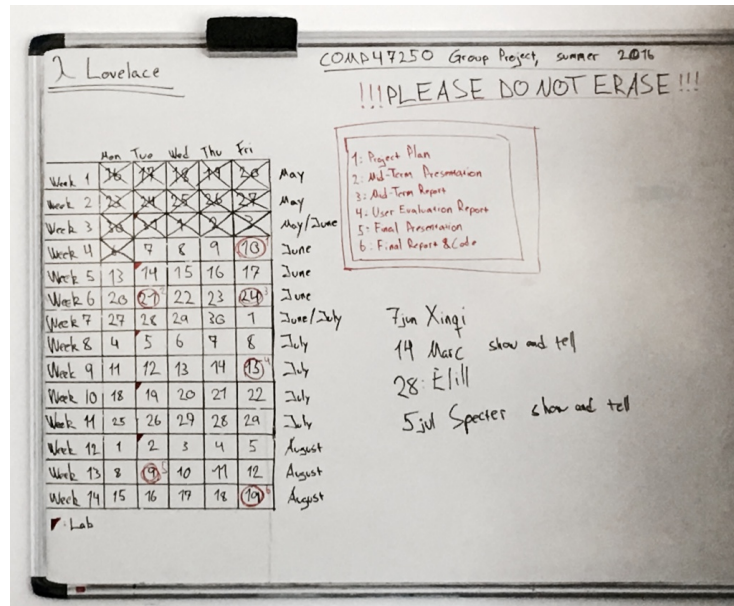 λ Lovelace
COMP47250 Group Project, summer 2016
!!!PLEASE DO NOT ERASE!!!
Mon Tue Wed Thu Fri
Week 1 16 17 18 19 20 May
Week 2 23 24 25 26 27 May
Week 3 30 31 1 2 3 May/June
Week 4 6 7 8 9 10 June
Week 5 13 14 15 16 17 June
Week 6 20 21 2 22 23 24 3 June
Week 7 27 28 29 30 1 June/July
Week 8 4 5 6 7 8 July
Week 9 11 12 13 14 15 4 July
Week 10 18 19 20 21 22 July
Week 11 25 26 27 28 29 July
Week 12 1 2 3 4 5 August
Week 13 8 9 5 10 11 12 August
Week 14 15 16 17 18 19 6 August
: Lab
1: Project Plan
2: Mid-Term Presentation
3: Mid-Term Report
4: User Evaluation Report
5: Final Presentation
6: Final Report & Code
7jun Xinqi
14 Marc show and tell
28: Elill
5jul Specter show and tell